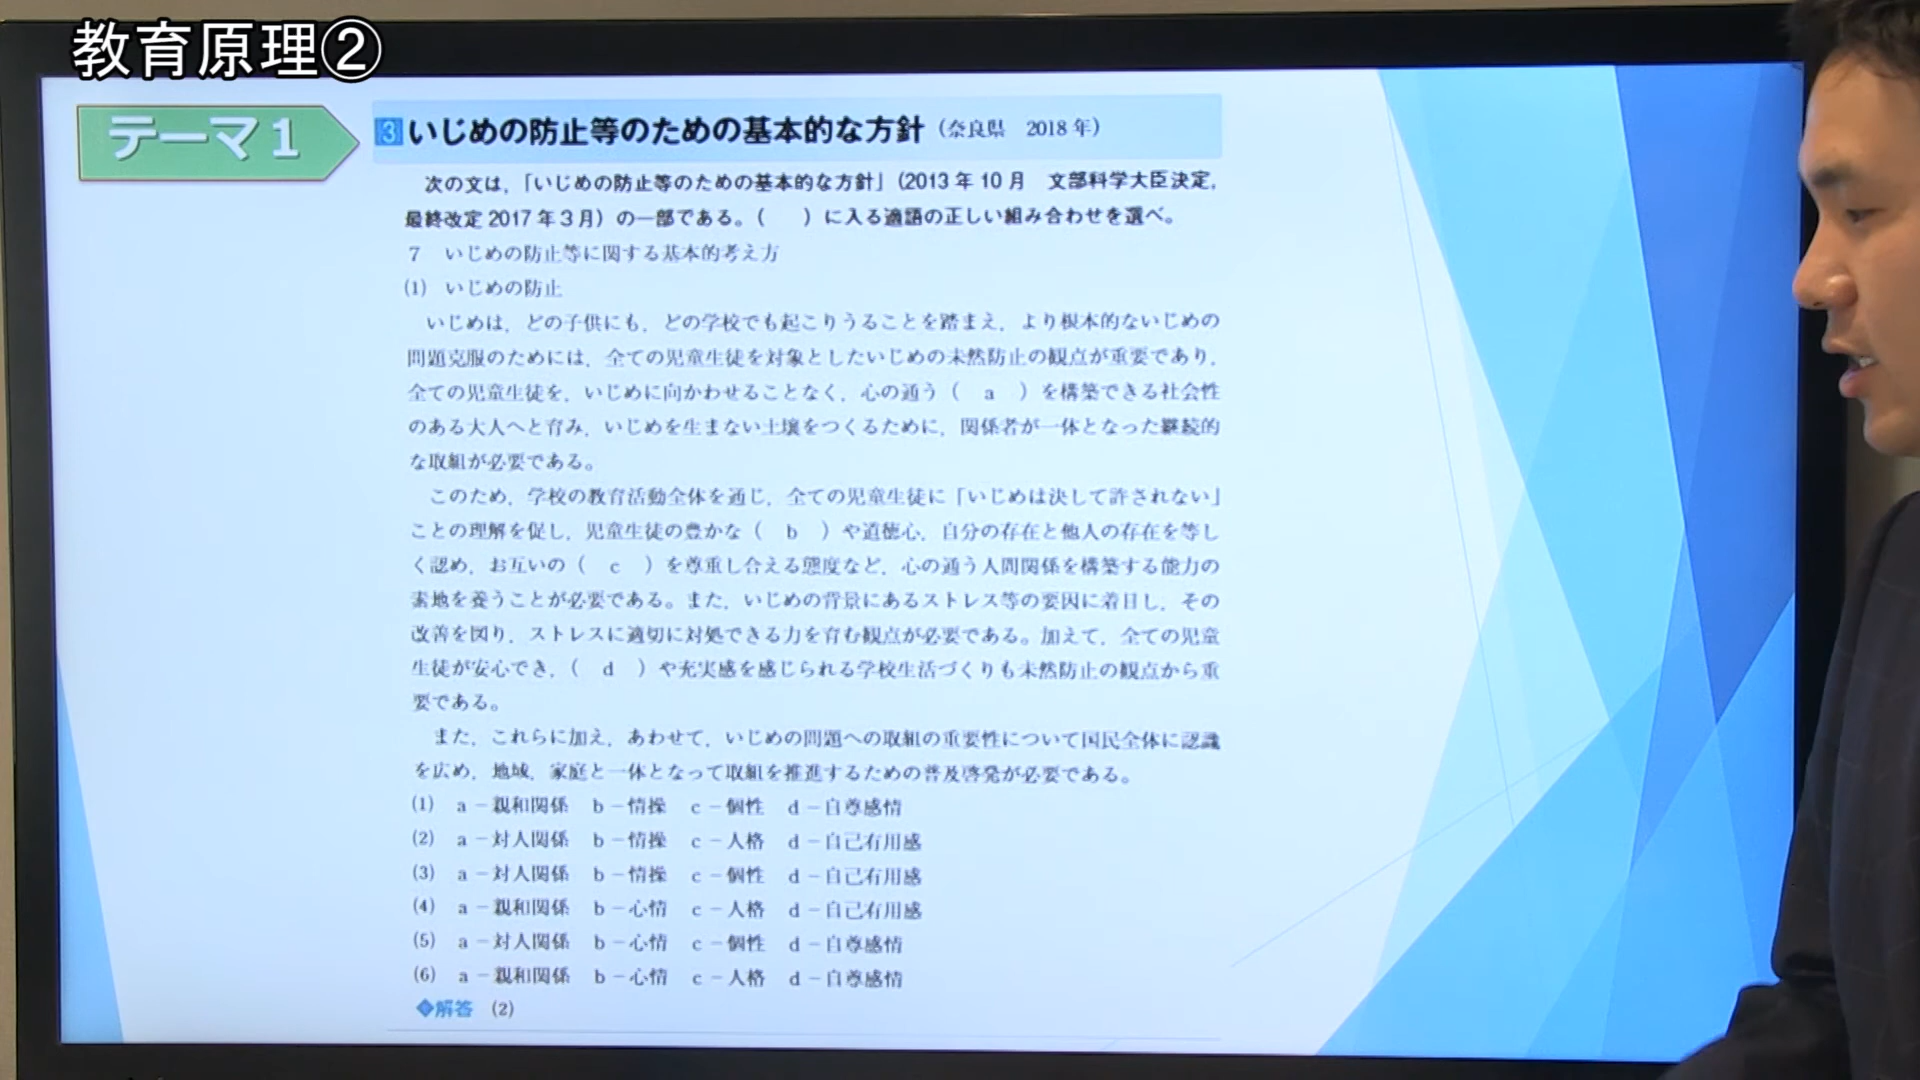 教育原理②
テーマ1
3 いじめの防止等のための基本的な方針(奈良県 2018年)
次の文は,「いじめの防止等のための基本的な方針」(2013年10月 文部科学大臣決定,
最終改定2017年3月)の一部である。( )に入る適語の正しい組み合わせを選べ。
7 いじめの防止等に関する基本的考え方
(1) いじめの防止
いじめは,どの子供にも,どの学校でも起こりうることを踏まえ,より根本的ないじめの
問題克服のためには,全ての児童生徒を対象としたいじめの未然防止の観点が重要であり,
全ての児童生徒を,いじめに向かわせることなく,心の通う( a )を構築できる社会性
のある大人へと育み,いじめを生まない土壌をつくるために,関係者が一体となった継続的
な取組が必要である。
このため,学校の教育活動全体を通じ,全ての児童生徒に「いじめは決して許されない」
ことの理解を促し,児童生徒の豊かな( b )や道徳心,自分の存在と他人の存在を等し
く認め,お互いの( c )を尊重し合える態度など,心の通う人間関係を構築する能力の
素地を養うことが必要である。また,いじめの背景にあるストレス等の要因に着目し,その
改善を図り,ストレスに適切に対処できる力を育む観点が必要である。加えて,全ての児童
生徒が安心でき,( d )や充実感を感じられる学校生活づくりも未然防止の観点から重
要である。
また,これらに加え,あわせて,いじめの問題への取組の重要性について国民全体に認識
を広め,地域,家庭と一体となって取組を推進するための普及啓発が必要である。
(1) a-親和関係 b-情操 c-個性 d-自尊感情
(2) a-対人関係 b-情操 c-人格 d-自己有用感
(3) a-対人関係 b-情操 c-個性 d-自己有用感
(4) a-親和関係 b-心情 c-人格 d-自己有用感
(5) a-対人関係 b-心情 c-個性 d-自尊感情
(6) a-親和関係 b-心情 c-人格 d-自尊感情
◆解答 (2)